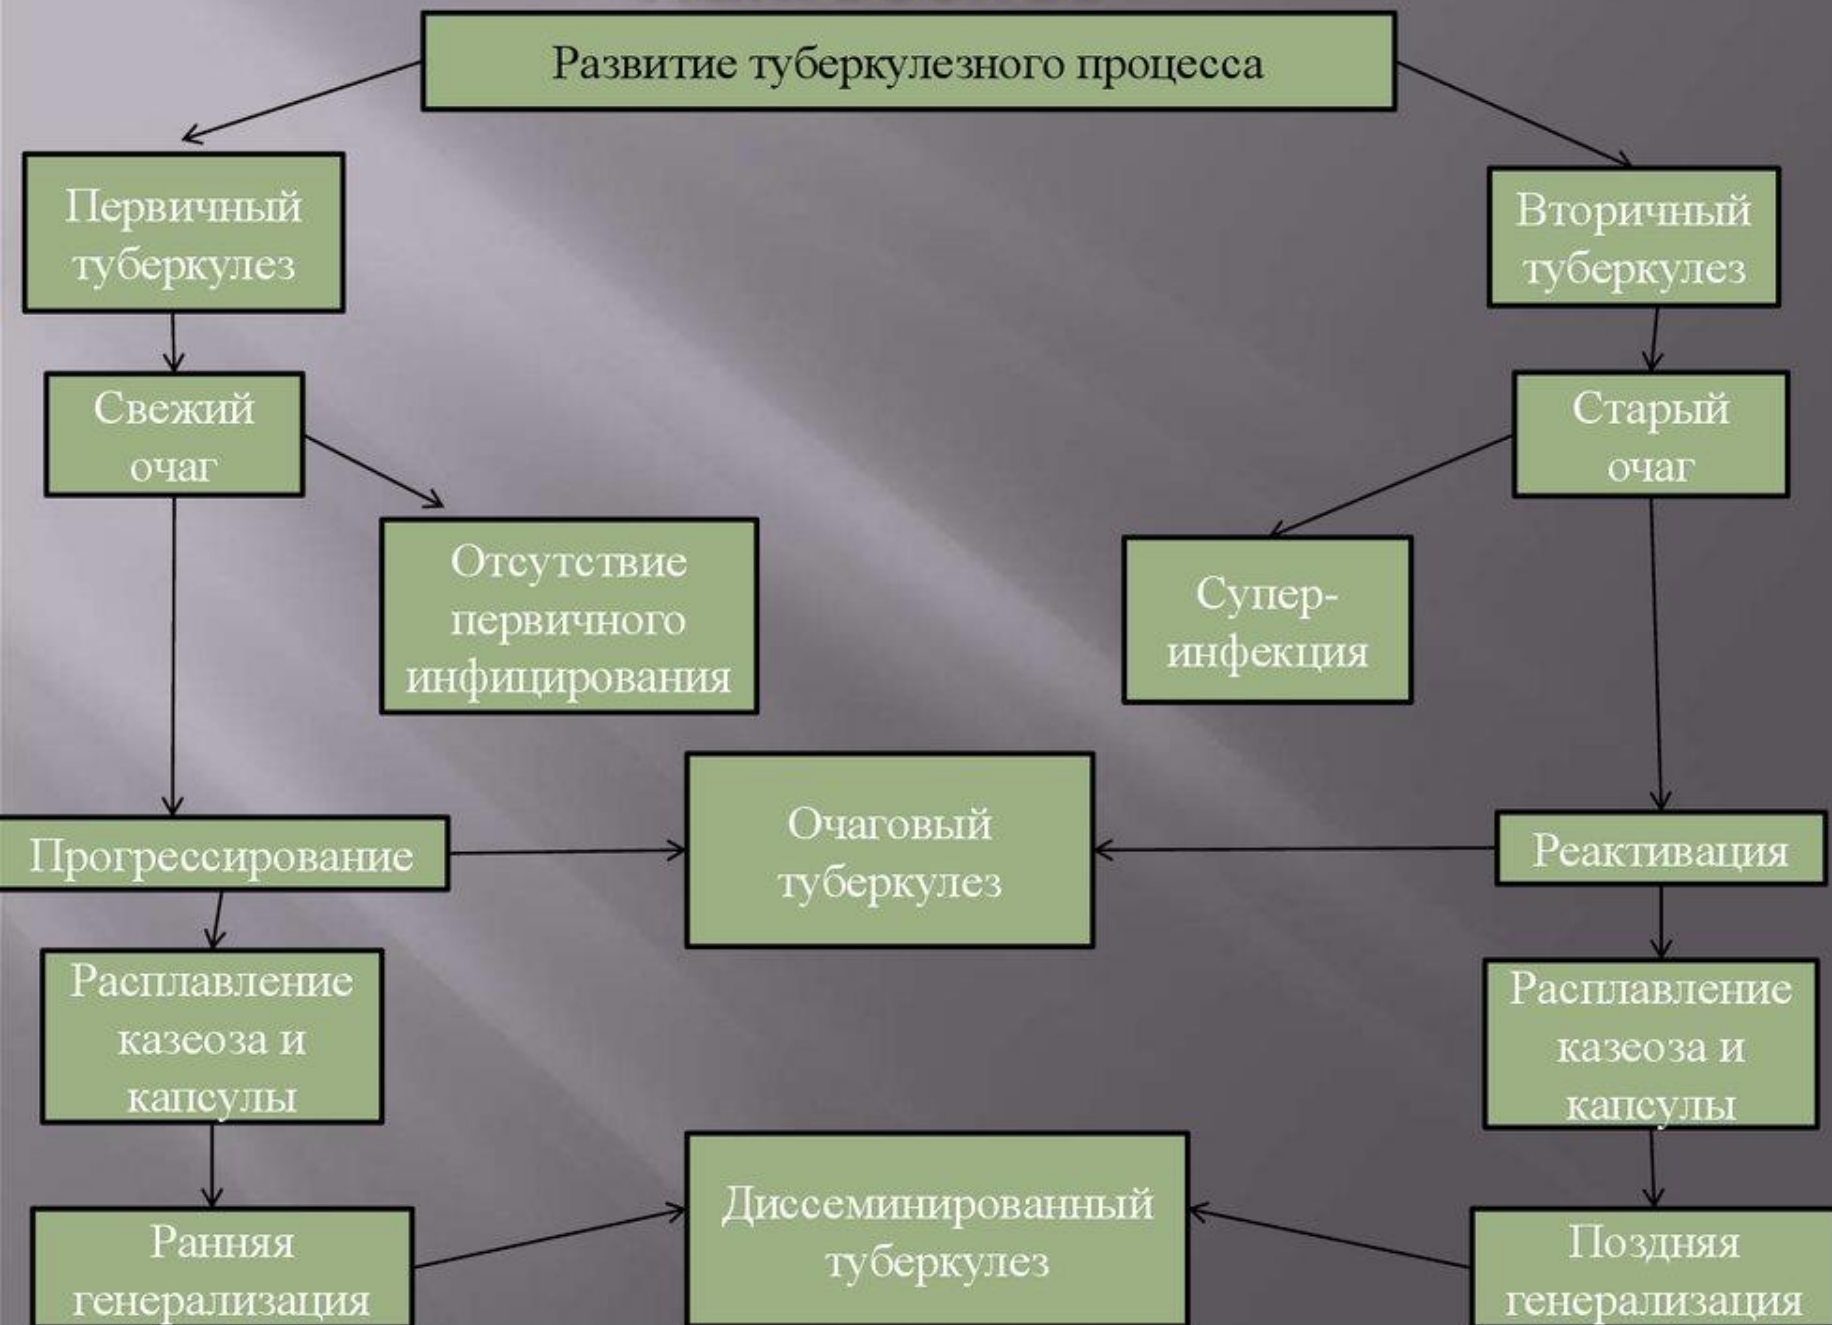 Развитие туберкулезного процесса
Первичный
туберкулез
Вторичный
туберкулез
Свежий
очаг
Старый
очаг
Отсутствие
первичного
инфицирования
Супер-
инфекция
Прогрессирование
Очаговый
туберкулез
Реактивация
Расплавление
казеоза и
капсулы
Расплавление
казеоза и
капсулы
Ранняя
генерализация
Диссеминированный
туберкулез
Поздняя
генерализация